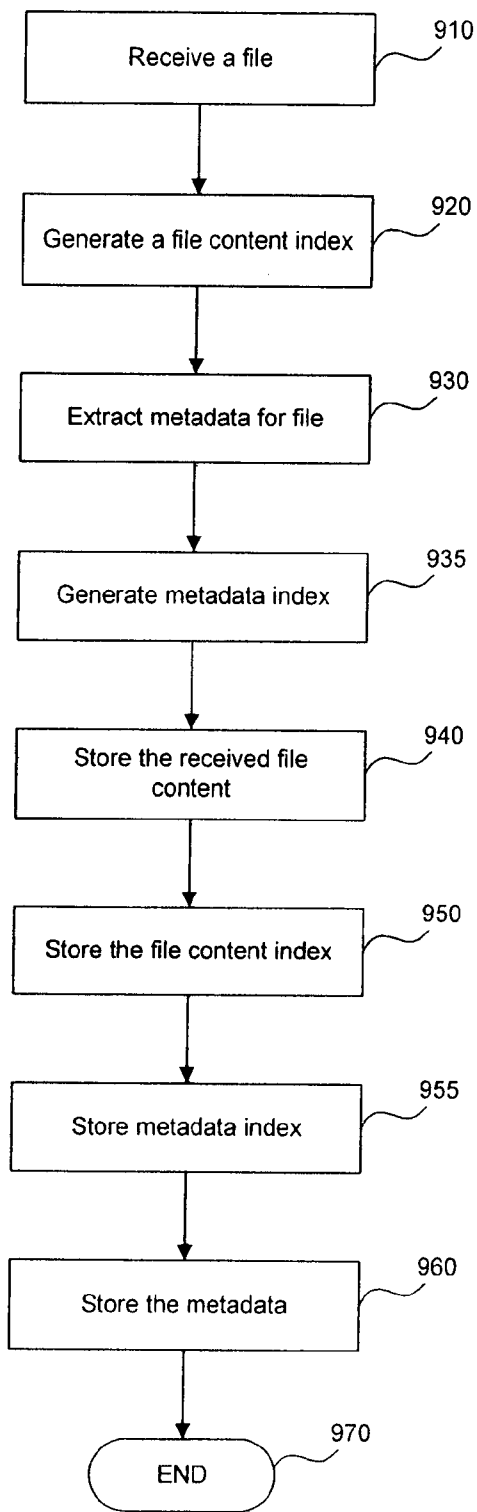 910
Receive a file
920
Generate a file content index
930
Extract metadata for file
935
Generate metadata index
940
Store the received file
content
950
Store the file content index
955
Store metadata index
960
Store the metadata
970
END